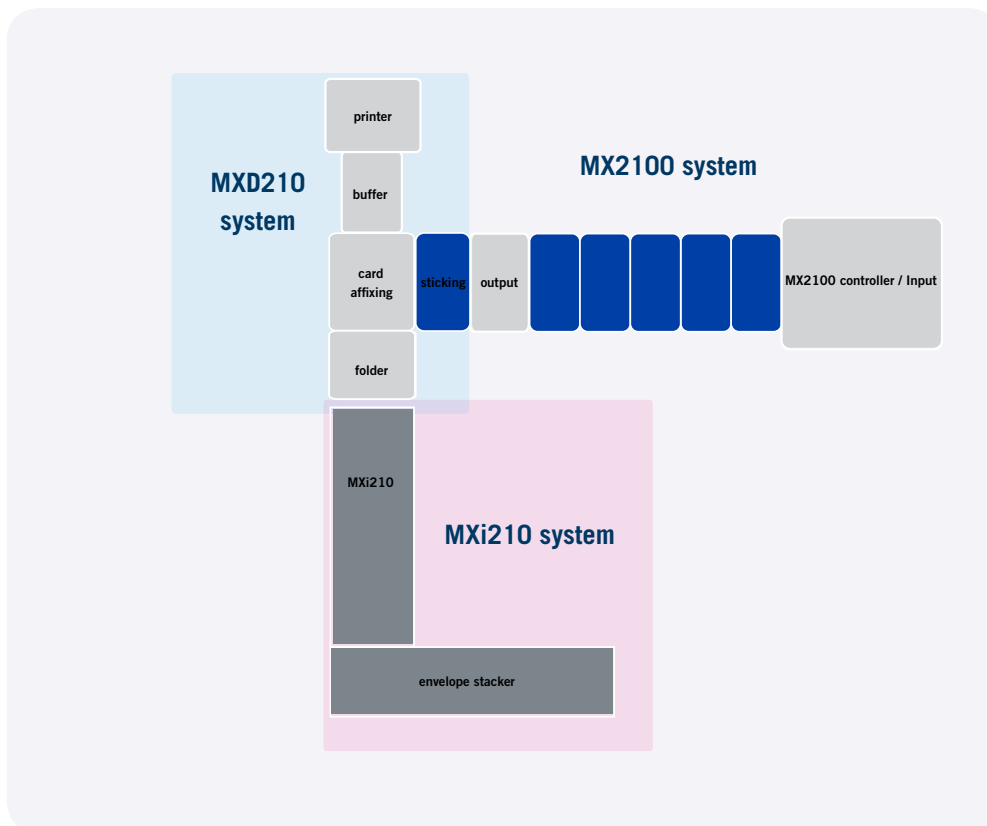 printer
MX2100 system
MXD210
system
buffer
card
affixing
sticking
output
MX2100 controller / Input
folder
MXi210
MXi210 system
envelope stacker